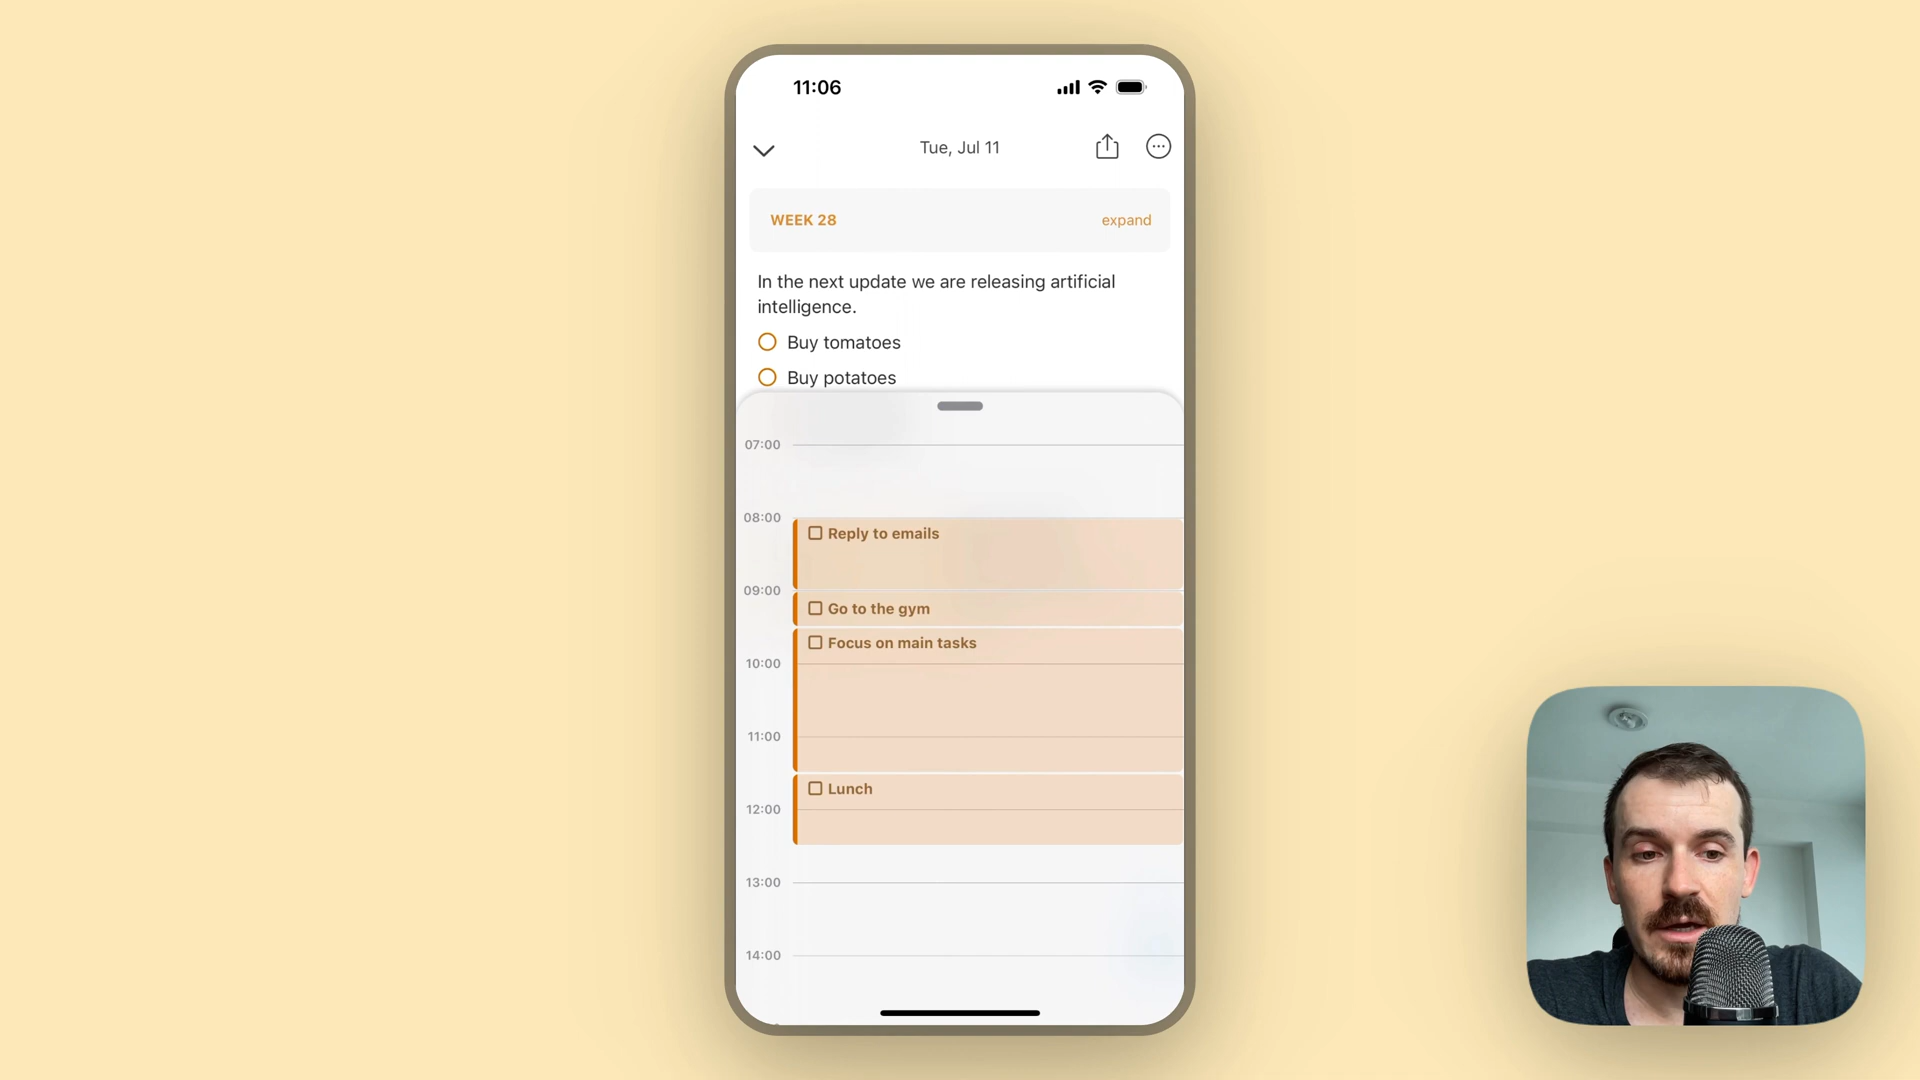 11:06
Tue, Jul 11
WEEK 28 expand
In the next update we are releasing artificial
intelligence.
Buy tomatoes
Buy potatoes
07:00
08:00
Reply to emails
09:00
Go to the gym
Focus on main tasks
10:00
11:00
Lunch
12:00
13:00
14:00